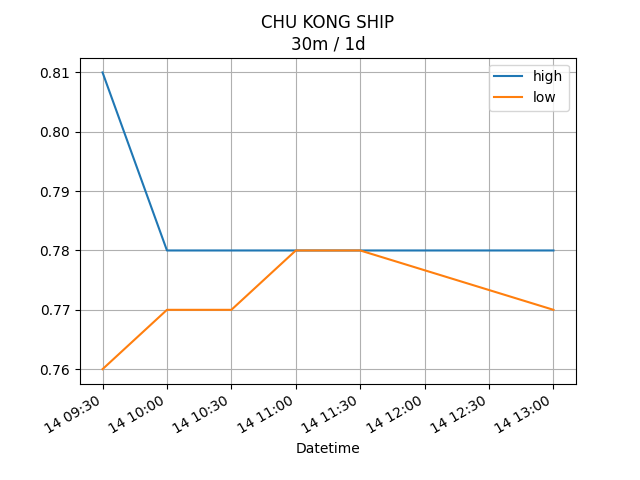 CHU KONG SHIP
30m / 1d
high
low
0.81
0.80
0.79
0.78
0.77
0.76
14 09:30
14 10:00
14 10:30
14 11:00
14 11:30
14 12:00
14 12:30
14 13:00
Datetime